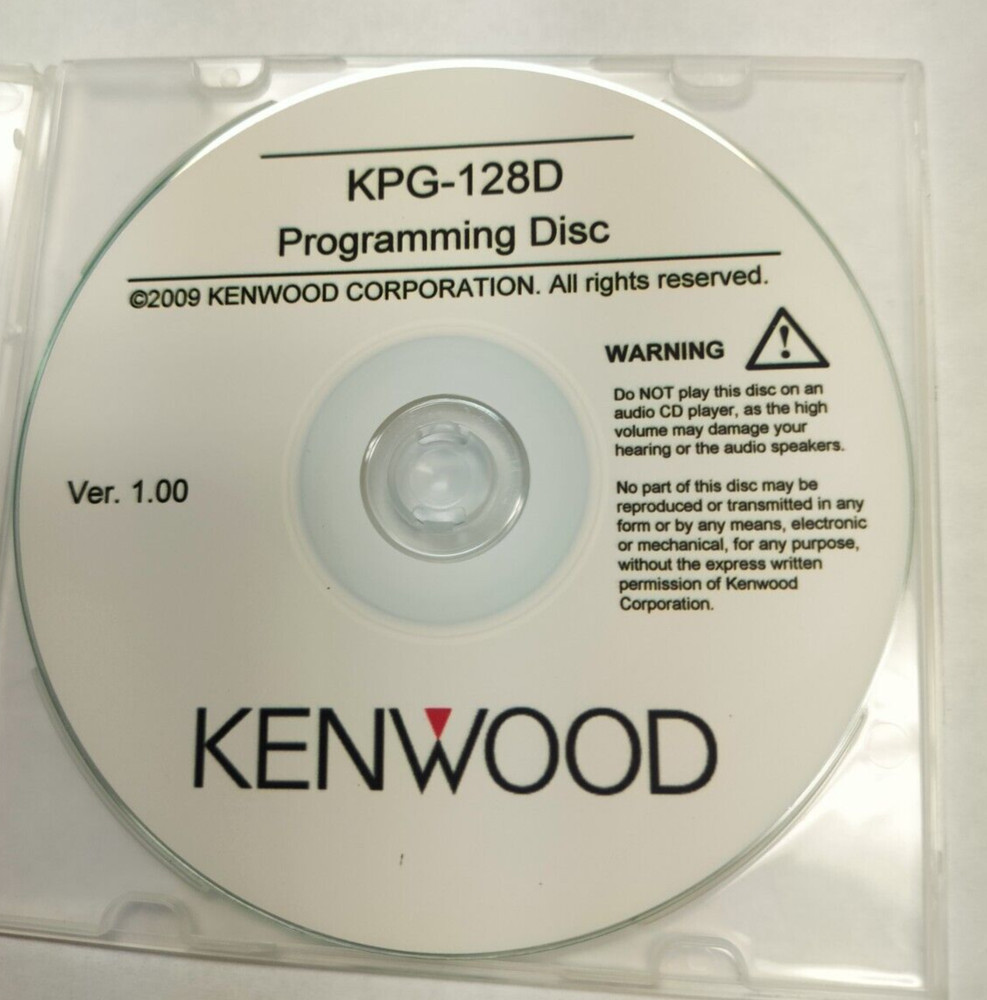 KPG-128D
Programming Disc
©2009 KENWOOD CORPORATION. All rights reserved.
WARNING
Do NOT play this disc on an
audio CD player, as the high
volume may damage your
hearing or the audio speakers.
Ver. 1.00
No part of this disc may be
reproduced or transmitted in any
form or by any means, electronic
or mechanical, for any purpose,
without the express written
permission of Kenwood
Corporation.
KENWOOD